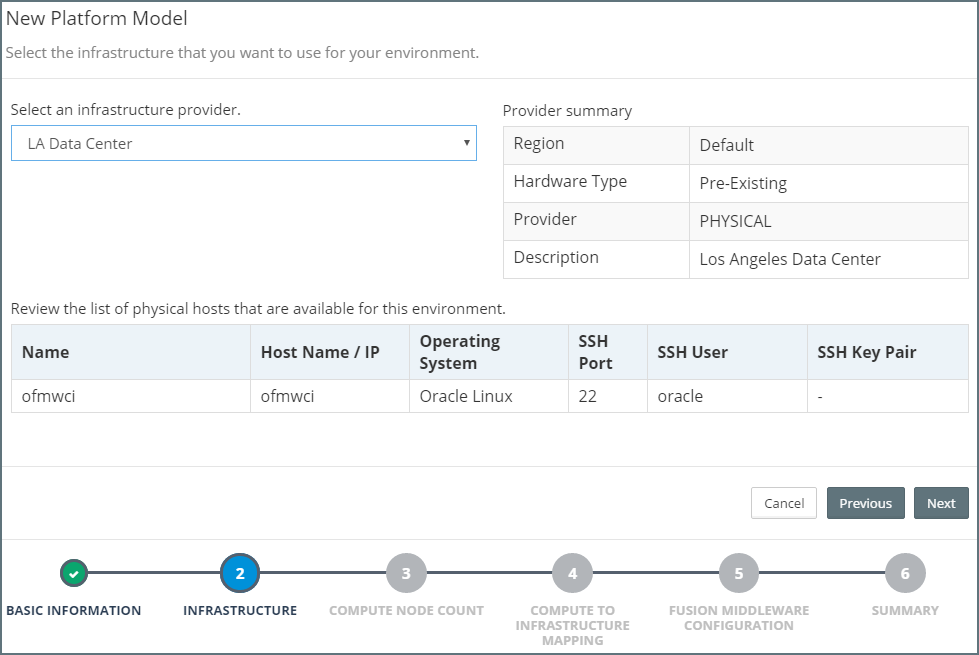 New Platform Model
Select the infrastructure that you want to use for your environment.
Select an infrastructure provider.
LA Data Center
Provider summary
Region Default
Hardware Type Pre-Existing
Provider PHYSICAL
Description Los Angeles Data Center
Review the list of physical hosts that are available for this environment.
Name Host Name / IP Operating System SSH Port SSH User SSH Key Pair
ofmwci ofmwci Oracle Linux 22 oracle -
Cancel Previous Next
2 3 4 5 6
BASIC INFORMATION INFRASTRUCTURE COMPUTE NODE COUNT COMPUTE TO INFRASTRUCTURE MAPPING FUSION MIDDLEWARE CONFIGURATION SUMMARY